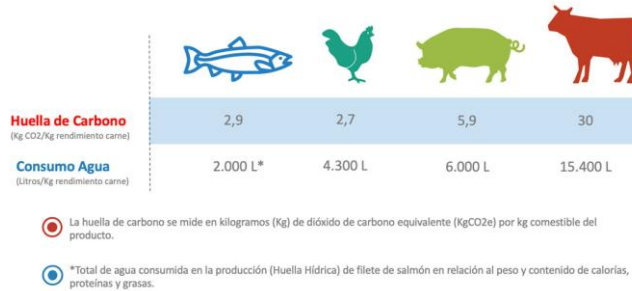 Huella de Carbono 2,9 2,7 5,9 30
(Kg CO2/Kg rendimiento carne)
Consumo Agua 2.000 L* 4.300 L 6.000 L 15.400 L
(Litros/Kg rendimiento carne)
La huella de carbono se mide en kilogramos (Kg) de dióxido de carbono equivalente (KgCO2e) por kg comestible del
producto.
*Total de agua consumida en la producción (Huella Hídrica) de filete de salmón en relación al peso y contenido de calorías,
proteínas y grasas.